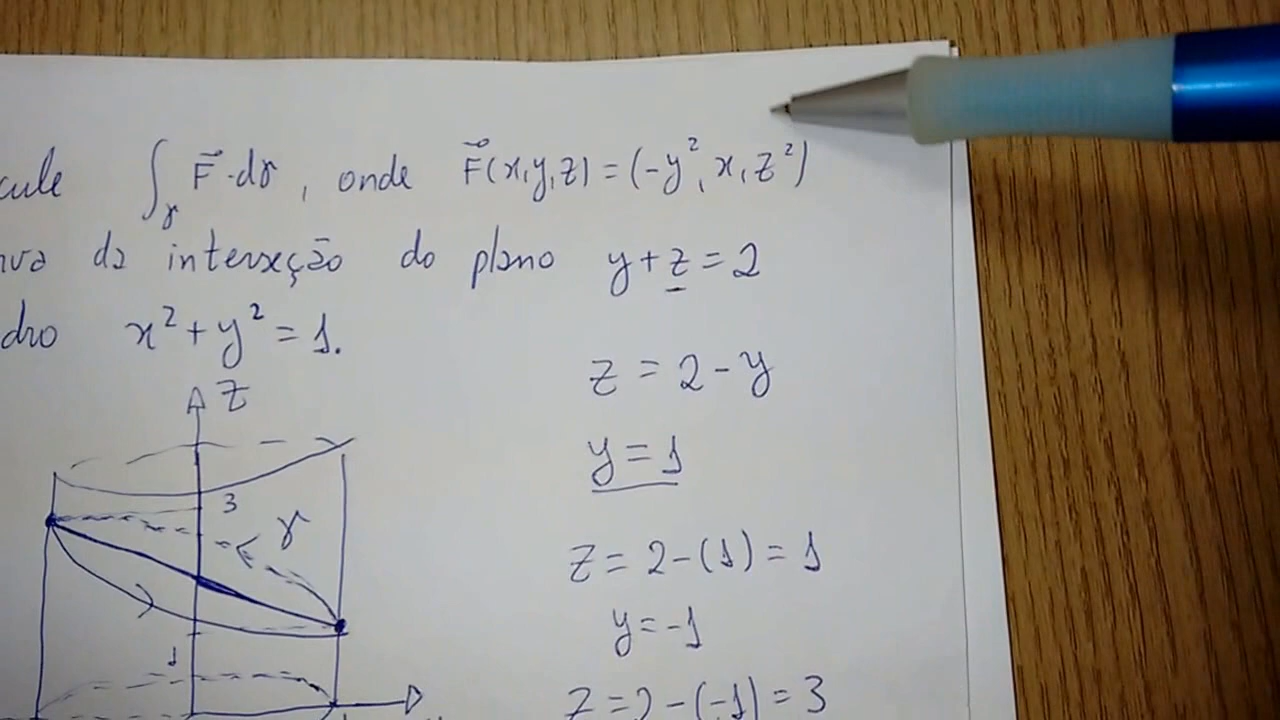 cule ∫_γ F⃗·dr, onde F⃗(x,y,z) = (-y², x, z²)
da interseção do plano y + z = 2
dro x² + y² = 1.
z = 2 - y
z
y = 1
3
γ
z = 2 - (1) = 1
y = -1
1
z = 2 - (-1) = 3